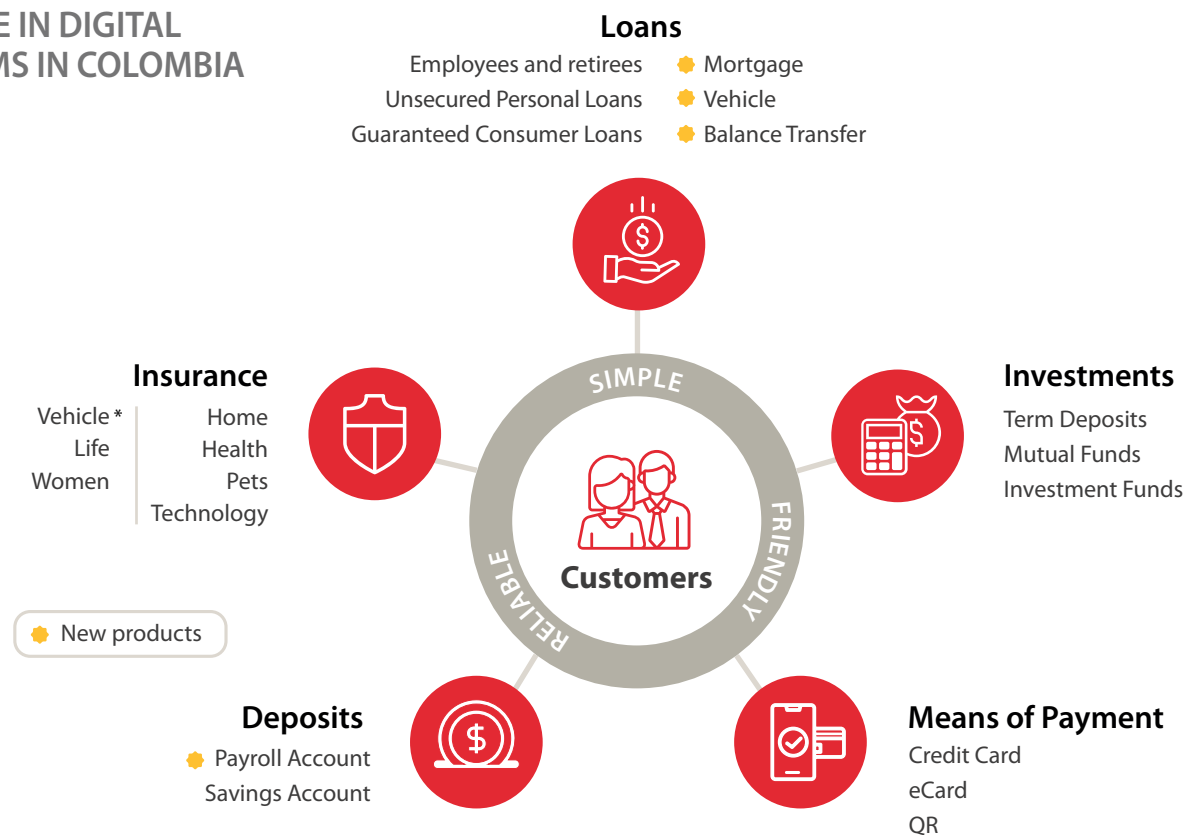 E IN DIGITAL
MS IN COLOMBIA
Loans
Employees and retirees
Unsecured Personal Loans
Guaranteed Consumer Loans
Mortgage
Vehicle
Balance Transfer
$
Insurance
Vehicle *
Life
Women
Home
Health
Pets
Technology
SIMPLE
FRIENDLY
RELIABLE
Customers
$
Investments
Term Deposits
Mutual Funds
Investment Funds
New products
Deposits
Payroll Account
Savings Account
$
Means of Payment
Credit Card
eCard
QR